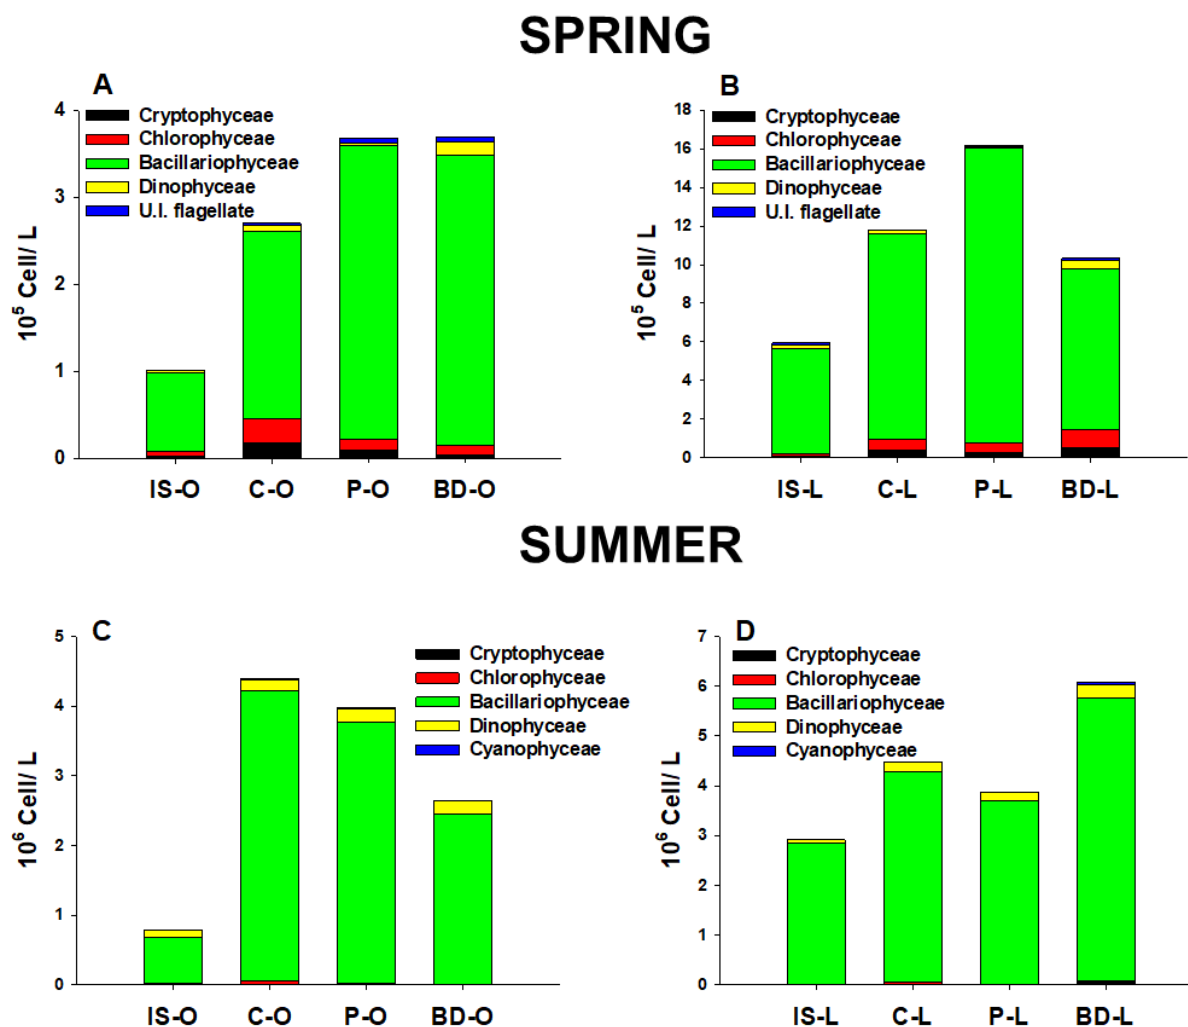 SPRING
A
4
3
2
1
0
10⁵ Cell/ L
Cryptophyceae
Chlorophyceae
Bacillariophyceae
Dinophyceae
U.I. flagellate
IS-O C-O P-O BD-O
B
18
16
14
12
10
8
6
4
2
0
10⁵ Cell/ L
Cryptophyceae
Chlorophyceae
Bacillariophyceae
Dinophyceae
U.I. flagellate
IS-L C-L P-L BD-L
SUMMER
C
5
4
3
2
1
0
10⁶ Cell/ L
Cryptophyceae
Chlorophyceae
Bacillariophyceae
Dinophyceae
Cyanophyceae
IS-O C-O P-O BD-O
D
7
6
5
4
3
2
1
0
10⁶ Cell/ L
Cryptophyceae
Chlorophyceae
Bacillariophyceae
Dinophyceae
Cyanophyceae
IS-L C-L P-L BD-L